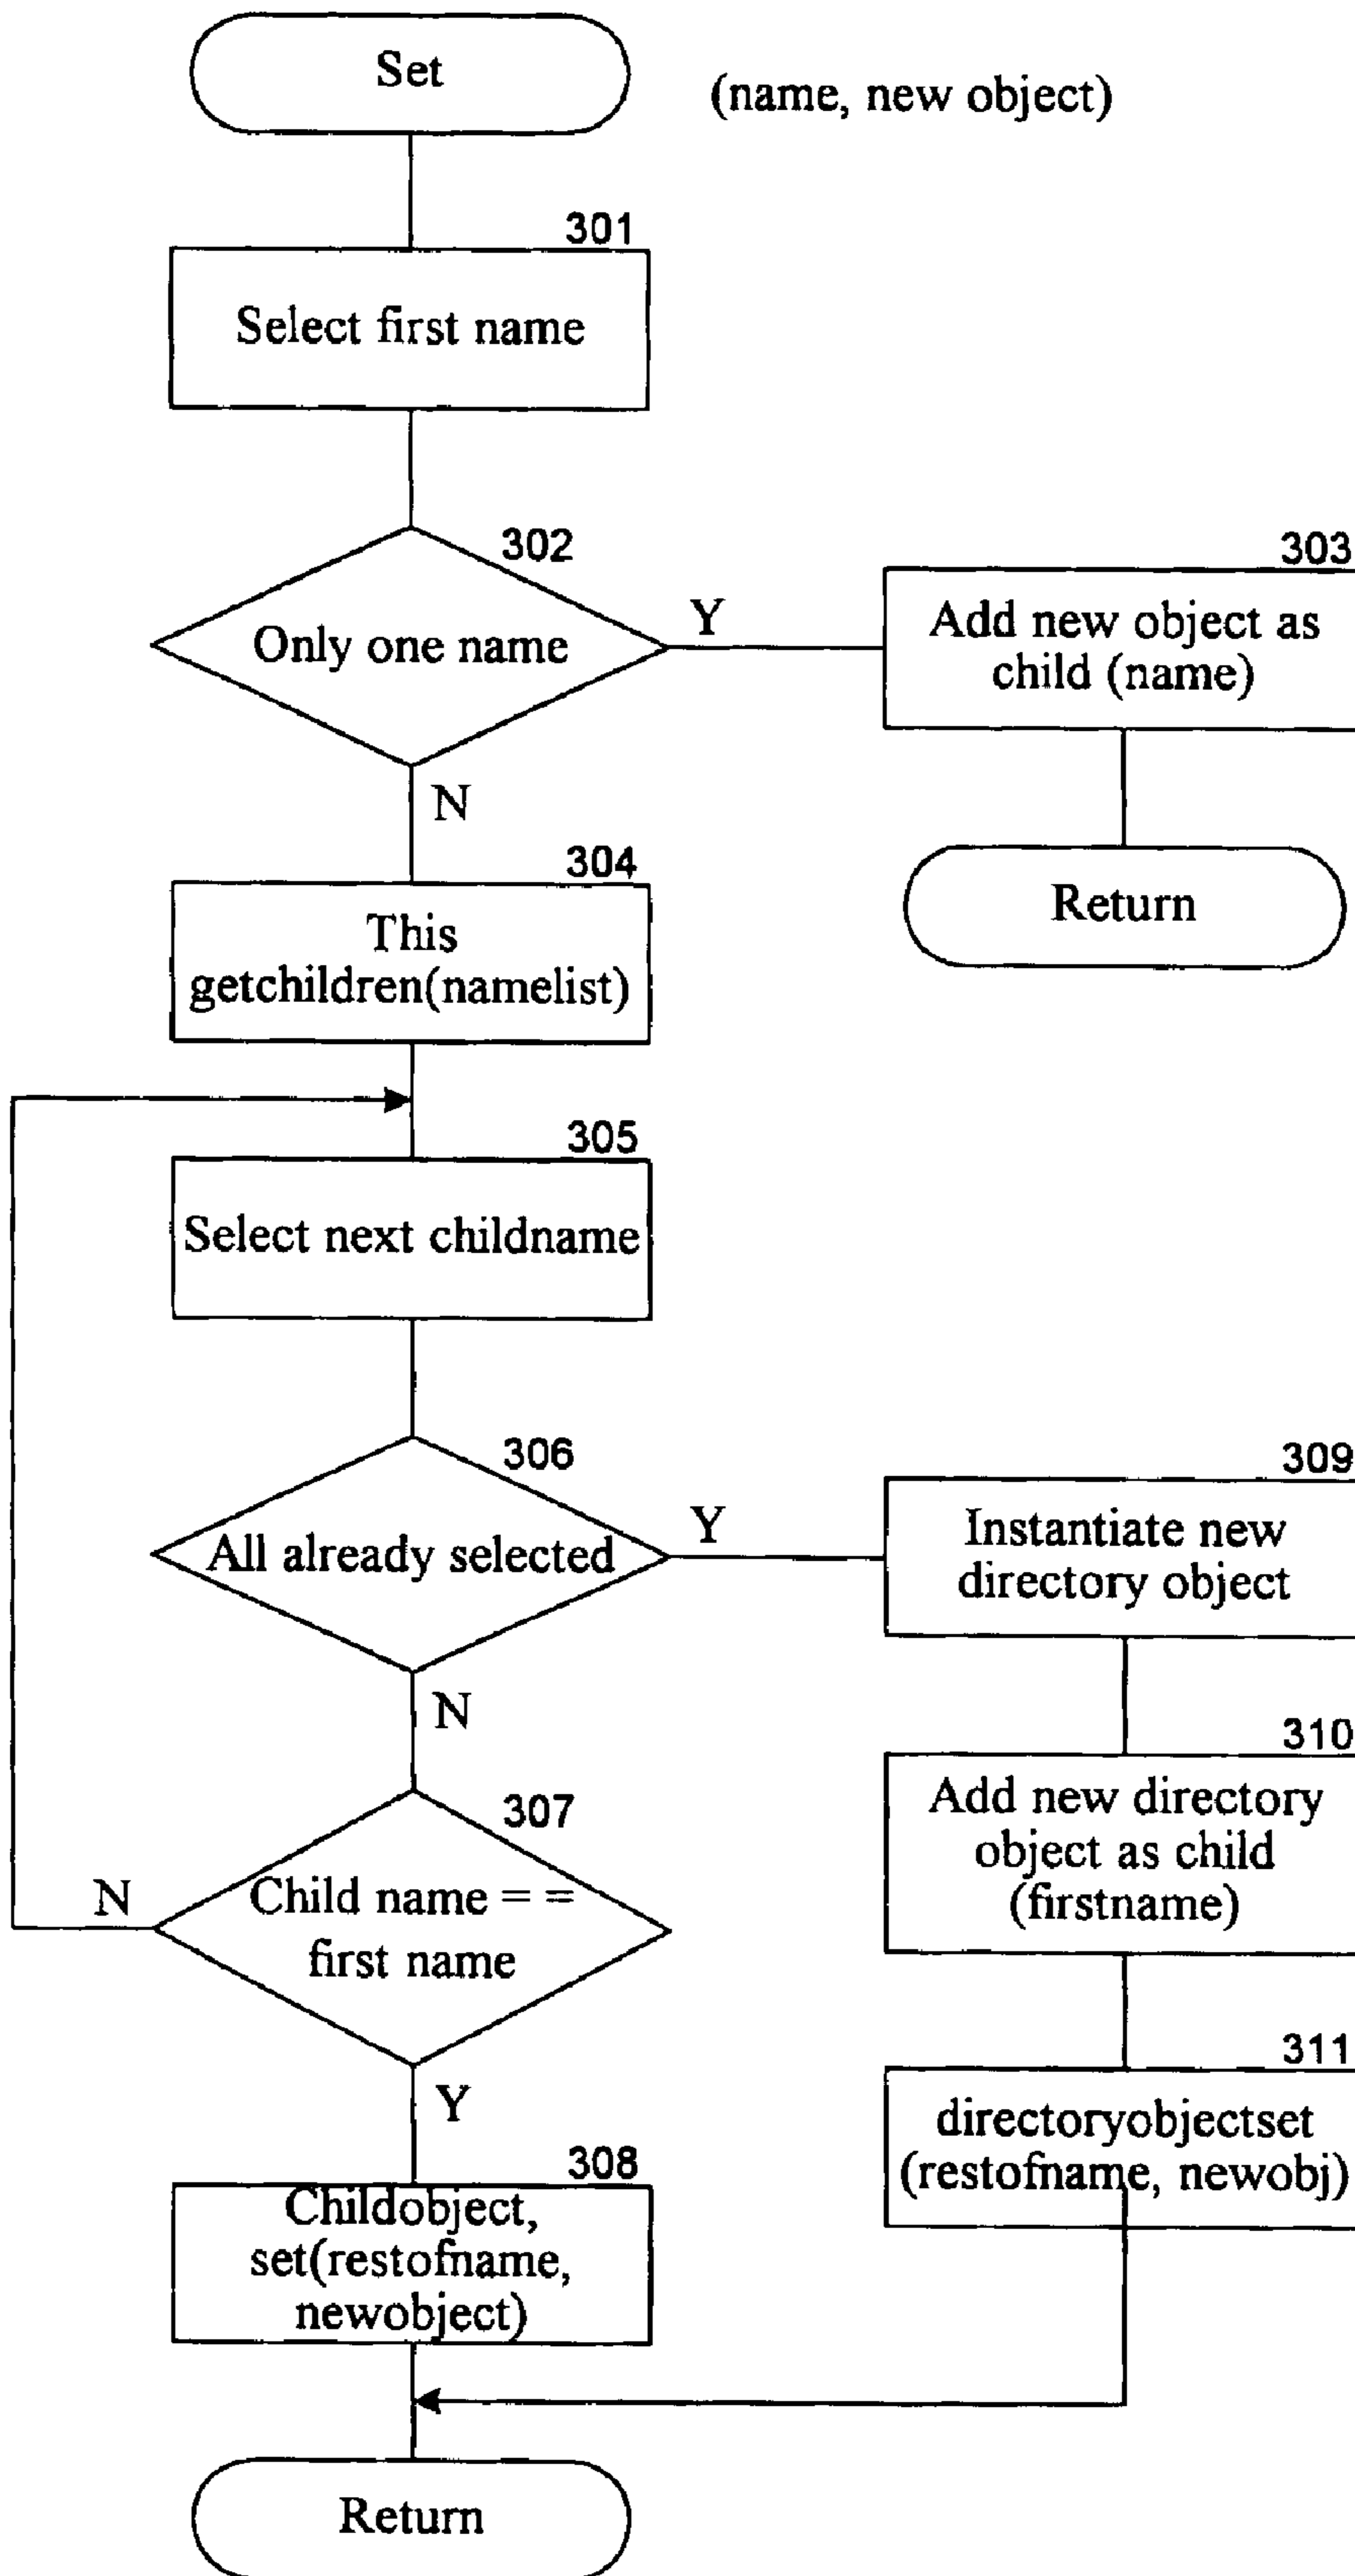 Set
(name, new object)
301
Select first name
302
Only one name
Y
N
303
Add new object as
child (name)
Return
304
This
getchildren(namelist)
305
Select next childname
306
All already selected
Y
N
309
Instantiate new
directory object
310
Add new directory
object as child
(firstname)
311
directoryobjectset
(restofname, newobj)
307
Child name = =
first name
N
Y
308
Childobject,
set(restofname,
newobject)
Return